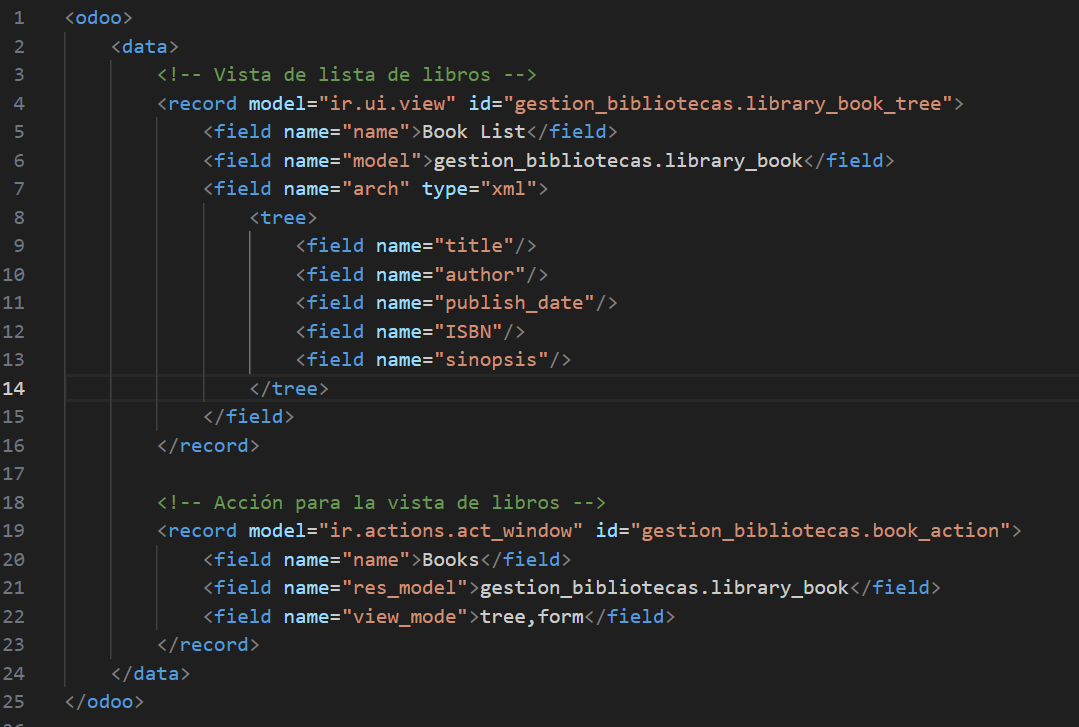 1 <odoo>
2     <data>
3         <!-- Vista de lista de libros -->
4         <record model="ir.ui.view" id="gestion_bibliotecas.library_book_tree">
5             <field name="name">Book List</field>
6             <field name="model">gestion_bibliotecas.library_book</field>
7             <field name="arch" type="xml">
8                 <tree>
9                     <field name="title"/>
10                     <field name="author"/>
11                     <field name="publish_date"/>
12                     <field name="ISBN"/>
13                     <field name="sinopsis"/>
14                 </tree>
15             </field>
16         </record>
17
18         <!-- Acción para la vista de libros -->
19         <record model="ir.actions.act_window" id="gestion_bibliotecas.book_action">
20             <field name="name">Books</field>
21             <field name="res_model">gestion_bibliotecas.library_book</field>
22             <field name="view_mode">tree,form</field>
23         </record>
24     </data>
25 </odoo>